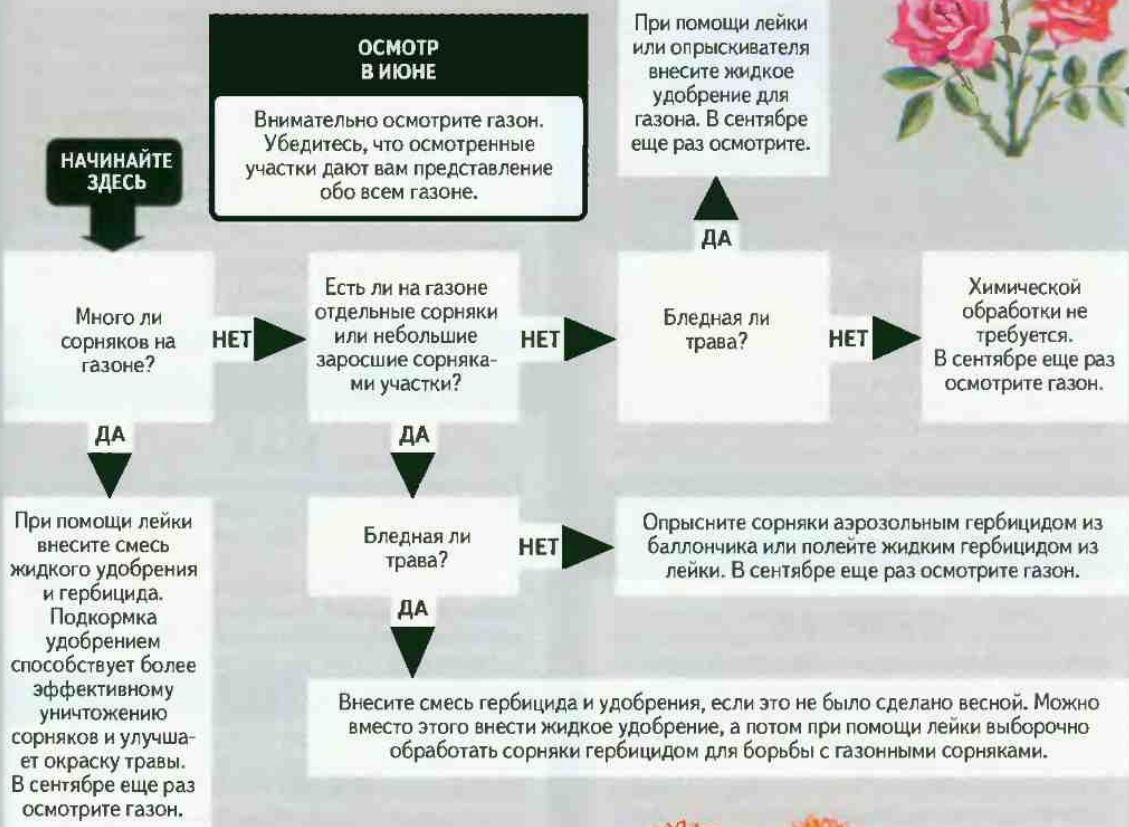 ОСМОТР
В ИЮНЕ
Внимательно осмотрите газон.
Убедитесь, что осмотренные
участки дают вам представление
обо всем газоне.
При помощи лейки
или опрыскивателя
внесите жидкое
удобрение для
газона. В сентябре
еще раз осмотрите.
НАЧИНАЙТЕ
ЗДЕСЬ
ДА
Много ли
сорняков на
газоне?
НЕТ
Есть ли на газоне
отдельные сорняки
или небольшие
заросшие сорняка-
ми участки?
НЕТ
Бледная ли
трава?
НЕТ
Химической
обработки не
требуется.
В сентябре еще раз
осмотрите газон.
ДА
ДА
При помощи лейки
внесите смесь
жидкого удобрения
и гербицида.
Подкормка
удобрением
способствует более
эффективному
уничтожению
сорняков и улучша-
ет окраску травы.
В сентябре еще раз
осмотрите газон.
Бледная ли
трава?
НЕТ
Опрысните сорняки аэрозольным гербицидом из
баллончика или полейте жидким гербицидом из
лейки. В сентябре еще раз осмотрите газон.
ДА
Внесите смесь гербицида и удобрения, если это не было сделано весной. Можно
вместо этого внести жидкое удобрение, а потом при помощи лейки выборочно
обработать сорняки гербицидом для борьбы с газонными сорняками.